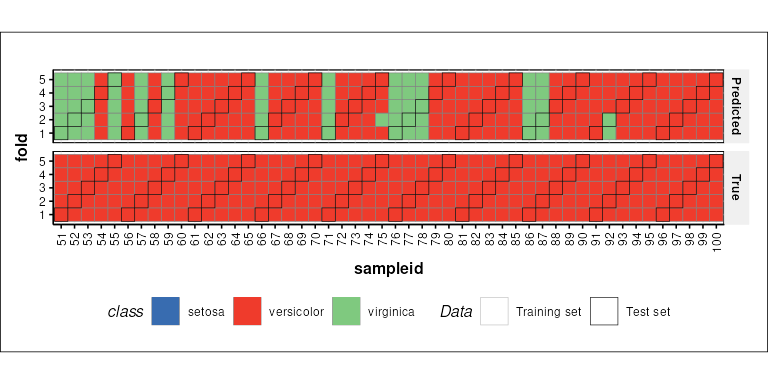 fold
5
4
3
2
1
Predicted
5
4
3
2
1
True
51 52 53 54 55 56 57 58 59 60 61 62 63 64 65 66 67 68 69 70 71 72 73 74 75 76 77 78 79 80 81 82 83 84 85 86 87 88 89 90 91 92 93 94 95 96 97 98 99 100
sampleid
class setosa versicolor virginica Data Training set Test set